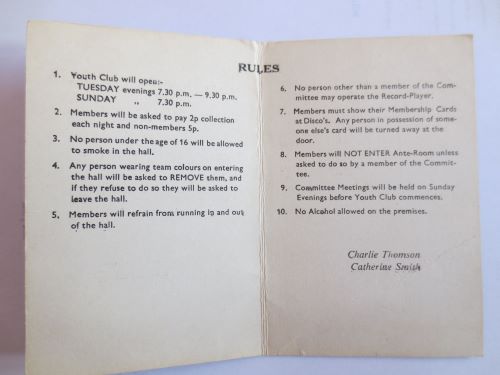 RULES
1. Youth Club will open:-
TUESDAY evenings 7.30 p.m. — 9.30 p.m.
SUNDAY „ 7.30 p.m.
2. Members will be asked to pay 2p collection
each night and non-members 5p.
3. No person under the age of 16 will be allowed
to smoke in the hall.
4. Any person wearing team colours on entering
the hall will be asked to REMOVE them, and
if they refuse to do so they will be asked to
leave the hall.
5. Members will refrain from running in and out
of the hall.
6. No person other than a member of the Com-
mittee may operate the Record-Player.
7. Members must show their Membership Cards
at Disco's. Any person in possession of some-
one else's card will be turned away at the
door.
8. Members will NOT ENTER Ante-Room unless
asked to do so by a member of the Commit-
tee.
9. Committee Meetings will be held on Sunday
Evenings before Youth Club commences.
10. No Alcohol allowed on the premises.
Charlie Thomson
Catherine Smith